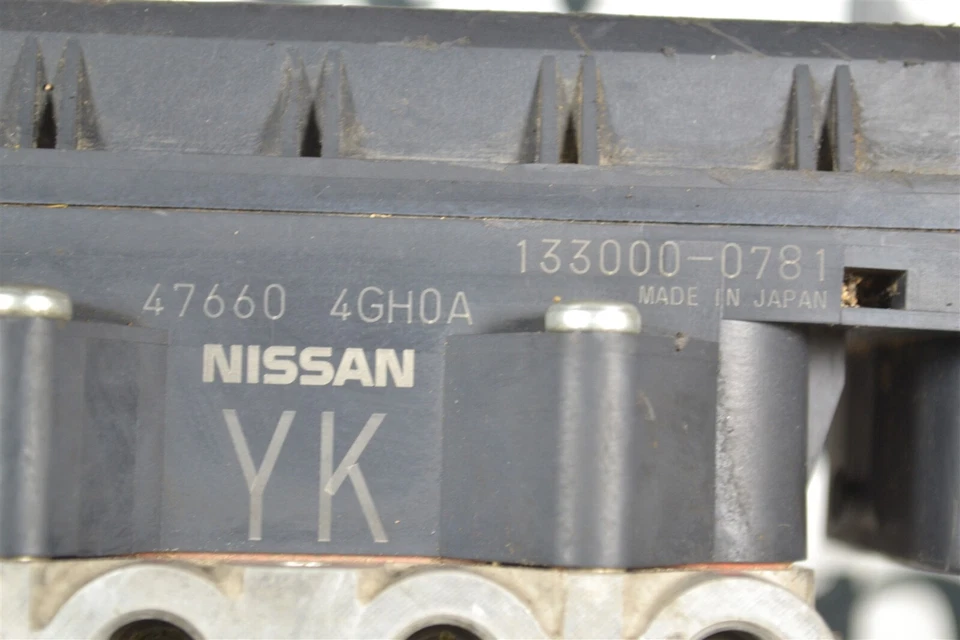 133000-0781
MADE IN JAPAN
47660 4GH0A
NISSAN
YK